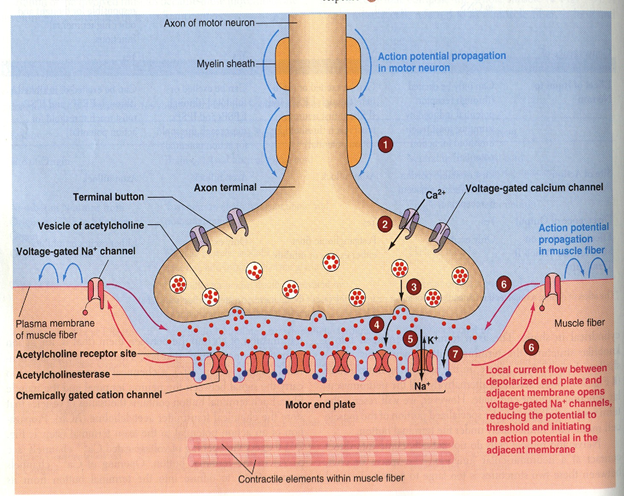 Axon of motor neuron
Myelin sheath
Action potential propagation
in motor neuron
1
Axon terminal
Terminal button
Ca2+
Voltage-gated calcium channel
2
Vesicle of acetylcholine
Action potential
propagation
in muscle fiber
Voltage-gated Na+ channel
3
6
Plasma membrane
of muscle fiber
4
5
K+
7
Muscle fiber
6
Acetylcholine receptor site
Acetylcholinesterase
Na+
Chemically gated cation channel
Motor end plate
Local current flow between
depolarized end plate and
adjacent membrane opens
voltage-gated Na+ channels,
reducing the potential to
threshold and initiating
an action potential in the
adjacent membrane
Contractile elements within muscle fiber